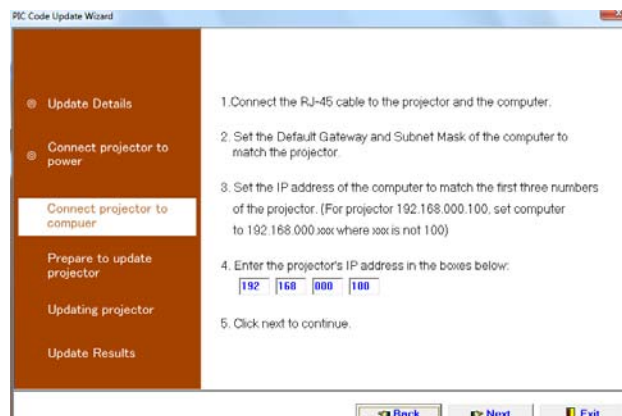 PIC Code Update Wizard
Update Details
Connect projector to
power
Connect projector to
compuer
Prepare to update
projector
Updating projector
Update Results
1.Connect the RJ-45 cable to the projector and the computer.
2. Set the Default Gateway and Subnet Mask of the computer to
match the projector.
3. Set the IP address of the computer to match the first three numbers
of the projector. (For projector 192.168.000.100, set computer
to 192.168.000.xxx where xxx is not 100)
4. Enter the projector's IP address in the boxes below:
192 168 000 100
5. Click next to continue.
Back Next Exit